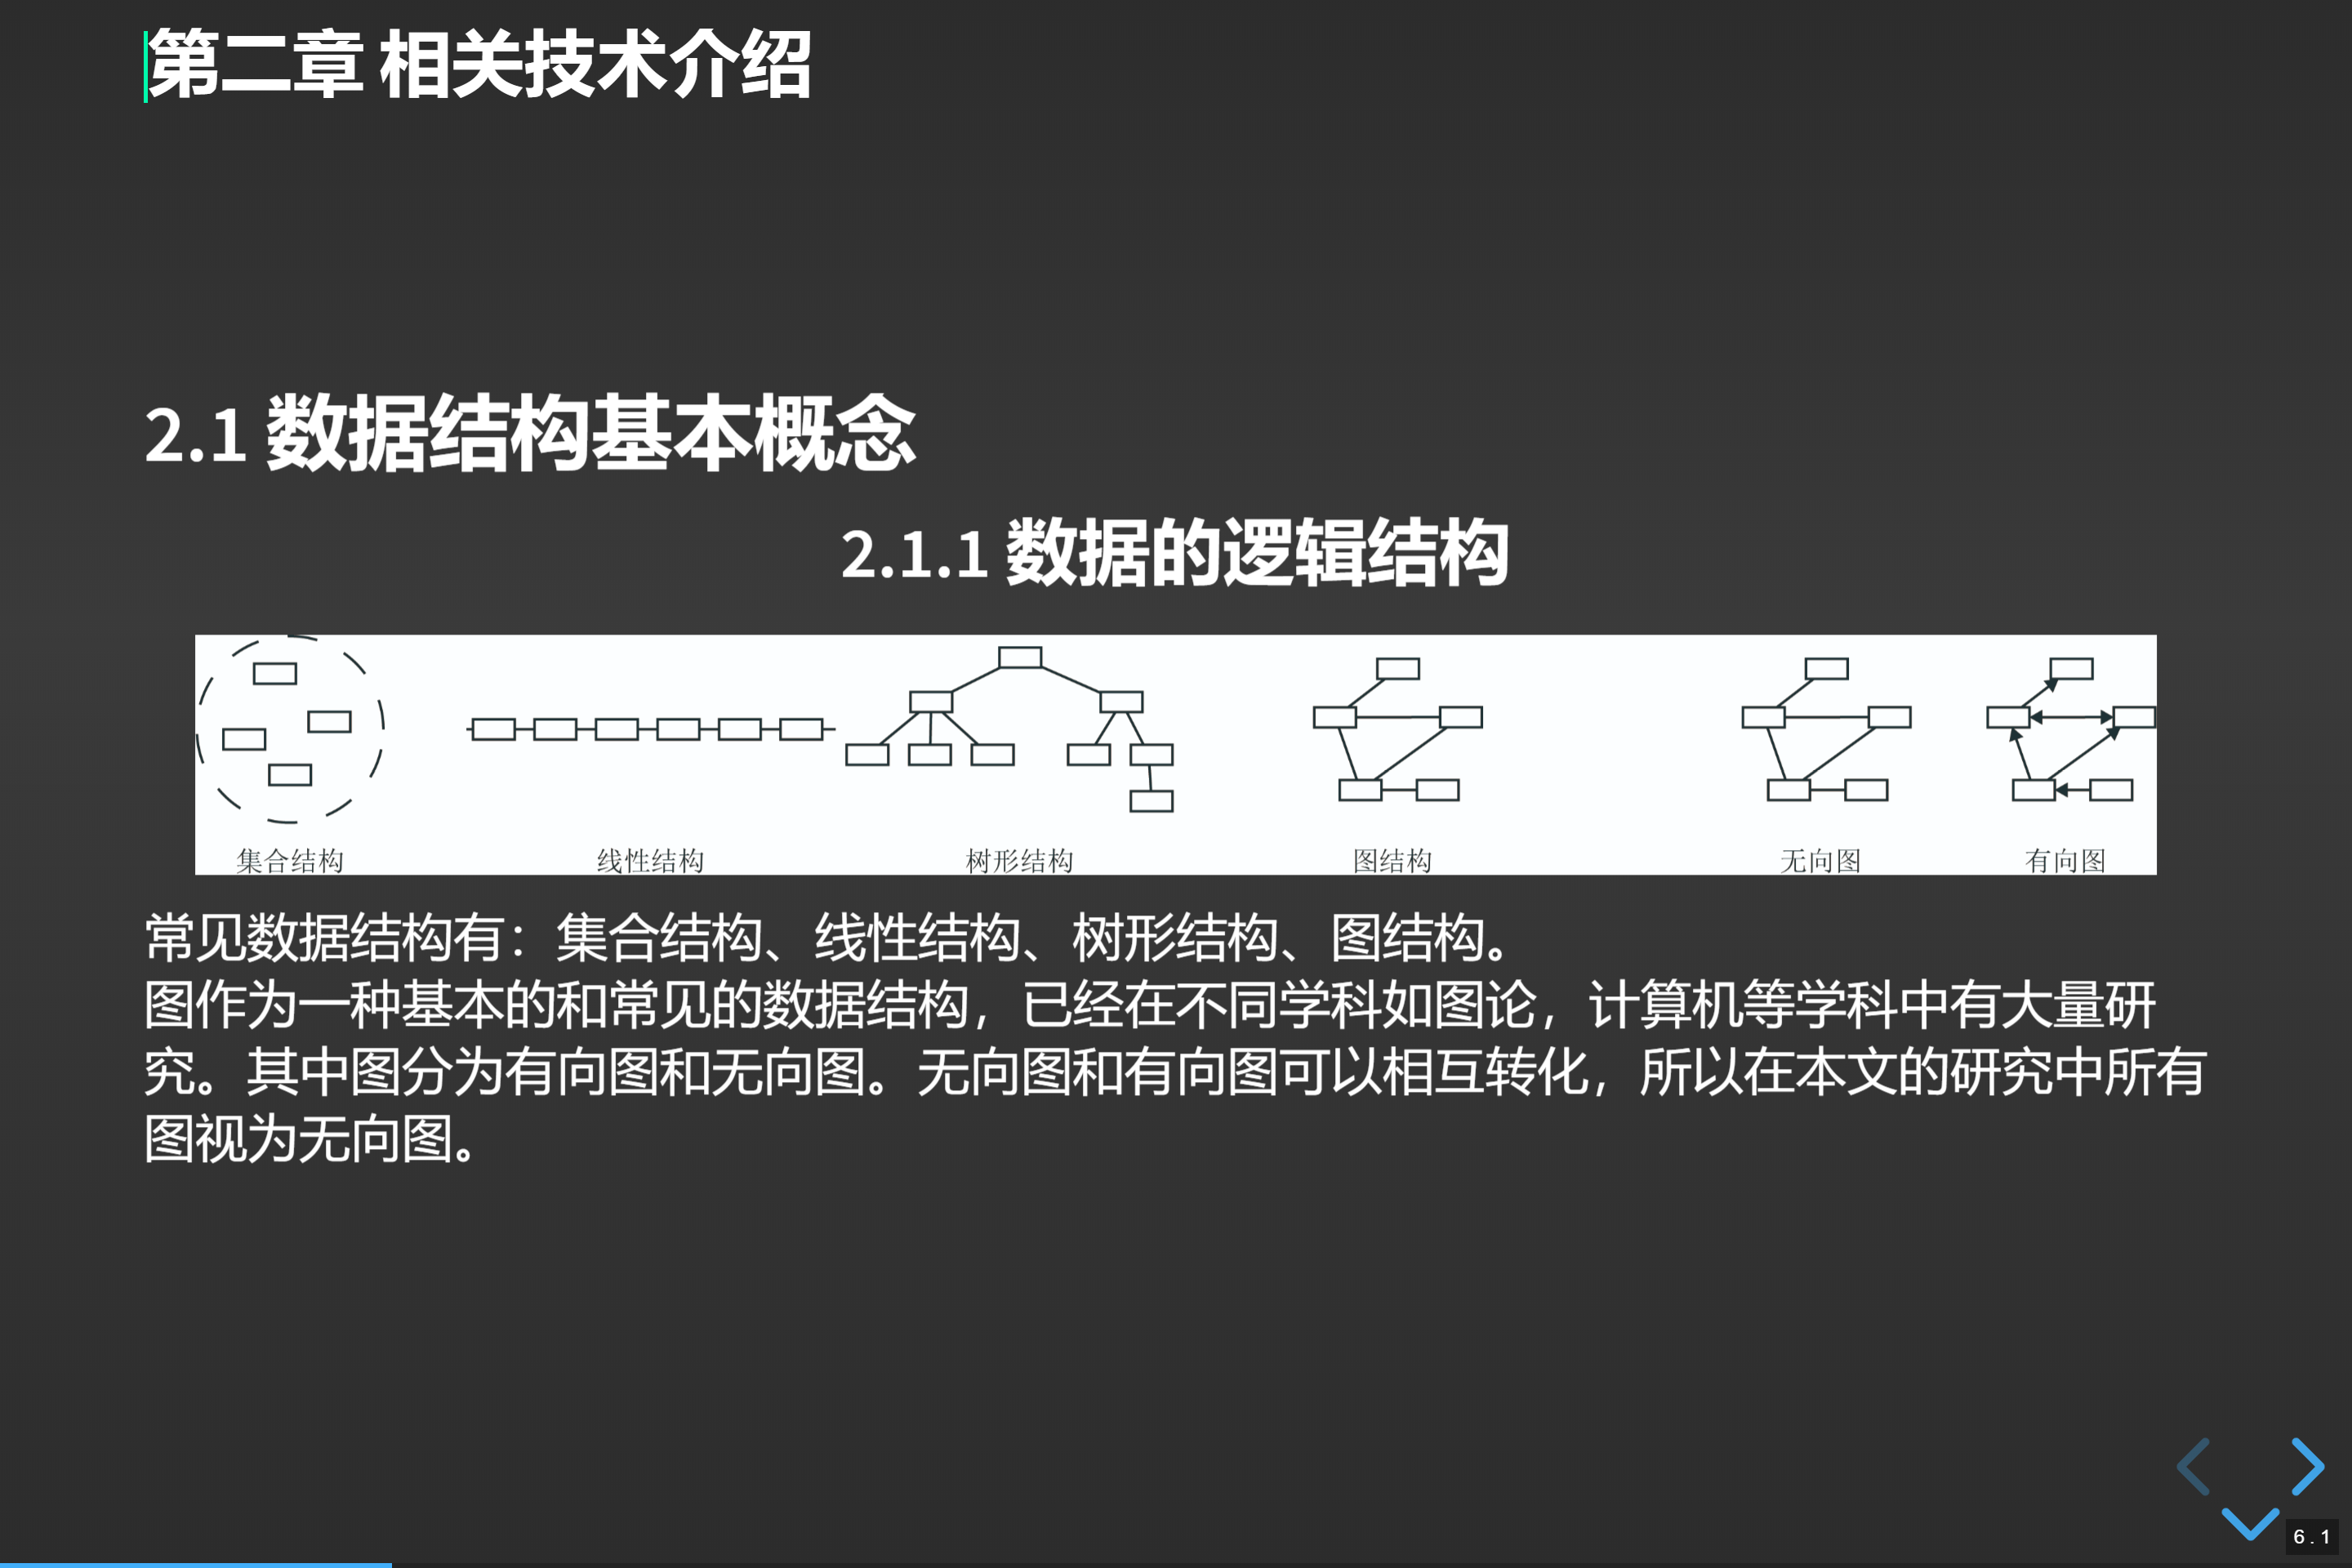 第二章 相关技术介绍
2.1 数据结构基本概念
2.1.1 数据的逻辑结构
集合结构 线性结构 树形结构 图结构 无向图 有向图
常见数据结构有：集合结构、线性结构、树形结构、图结构。
图作为一种基本的和常见的数据结构，已经在不同学科如图论，计算机等学科中有大量研
究。其中图分为有向图和无向图。无向图和有向图可以相互转化，所以在本文的研究中所有
图视为无向图。
6.1